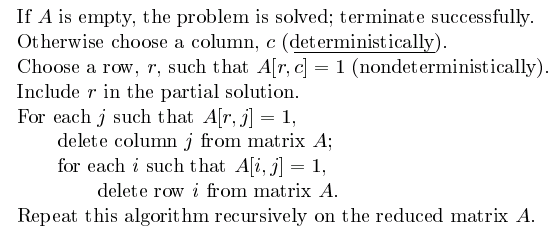 If A is empty, the problem is solved; terminate successfully.
Otherwise choose a column, c (deterministically).
Choose a row, r, such that A[r, c] = 1 (nondeterministically).
Include r in the partial solution.
For each j such that A[r, j] = 1,
delete column j from matrix A;
for each i such that A[i, j] = 1,
delete row i from matrix A.
Repeat this algorithm recursively on the reduced matrix A.